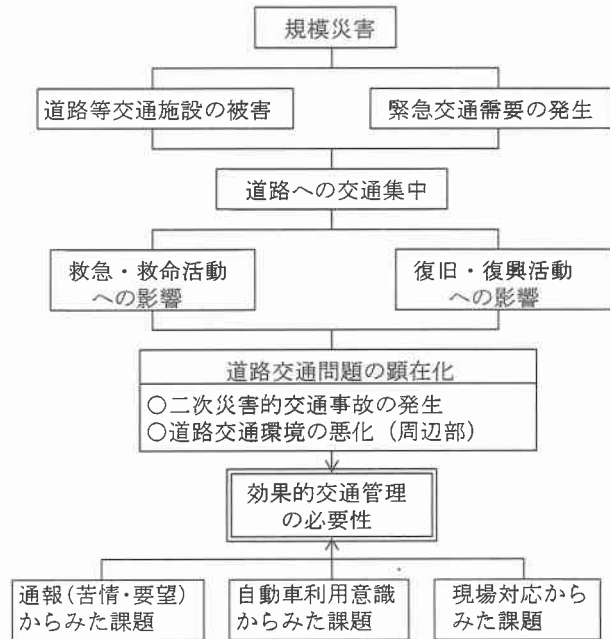 規模災害
道路等交通施設の被害
緊急交通需要の発生
道路への交通集中
救急・救命活動
への影響
復旧・復興活動
への影響
道路交通問題の顕在化
○二次災害的交通事故の発生
○道路交通環境の悪化（周辺部）
効果的交通管理
の必要性
通報(苦情・要望)
からみた課題
自動車利用意識
からみた課題
現場対応から
みた課題